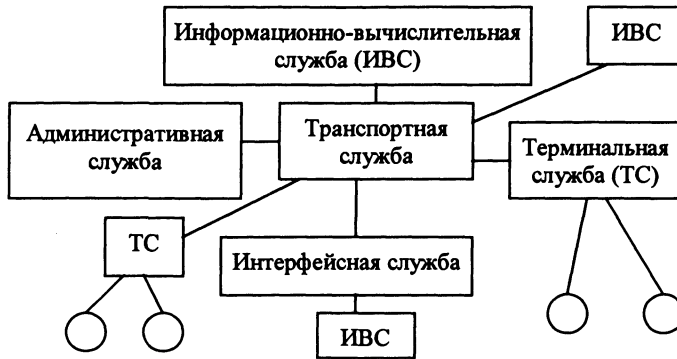 Информационно-вычислительная
служба (ИВС)
ИВС
Административная
служба
Транспортная
служба
Терминальная
служба (ТС)
ТС
Интерфейсная служба
ИВС